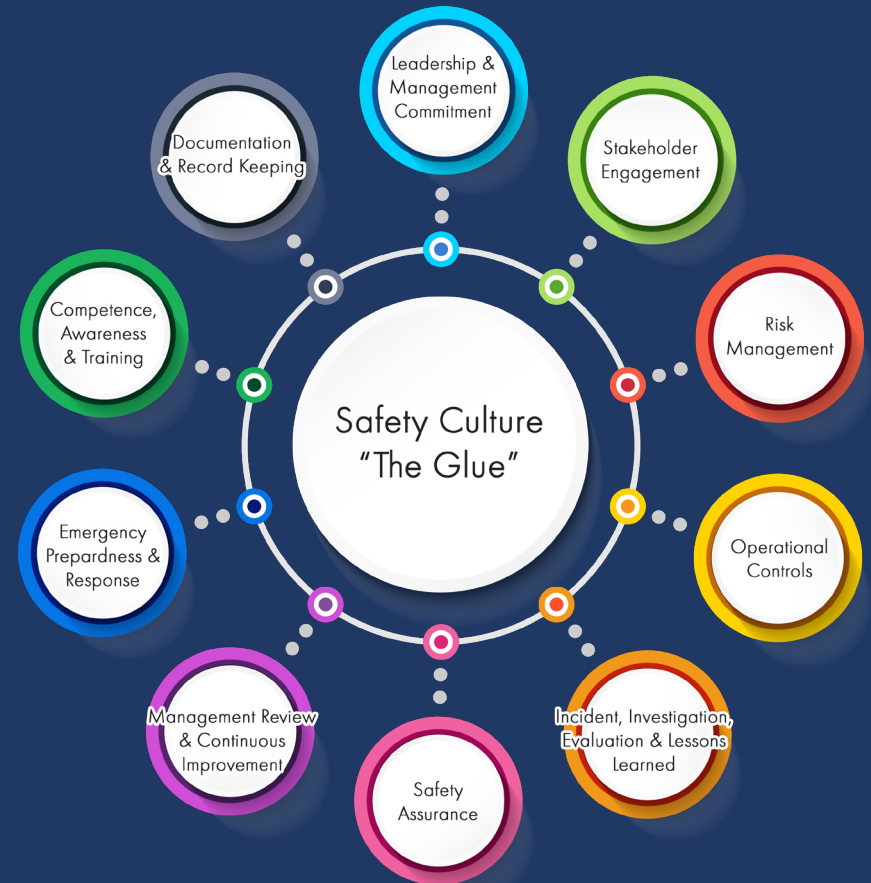 Leadership &
Management
Commitment
Stakeholder
Engagement
Risk
Management
Operational
Controls
Incident, Investigation,
Evaluation & Lessons
Learned
Safety
Assurance
Management Review
& Continuous
Improvement
Emergency
Prepardness &
Response
Competence,
Awareness
& Training
Documentation
& Record Keeping
Safety Culture
“The Glue”